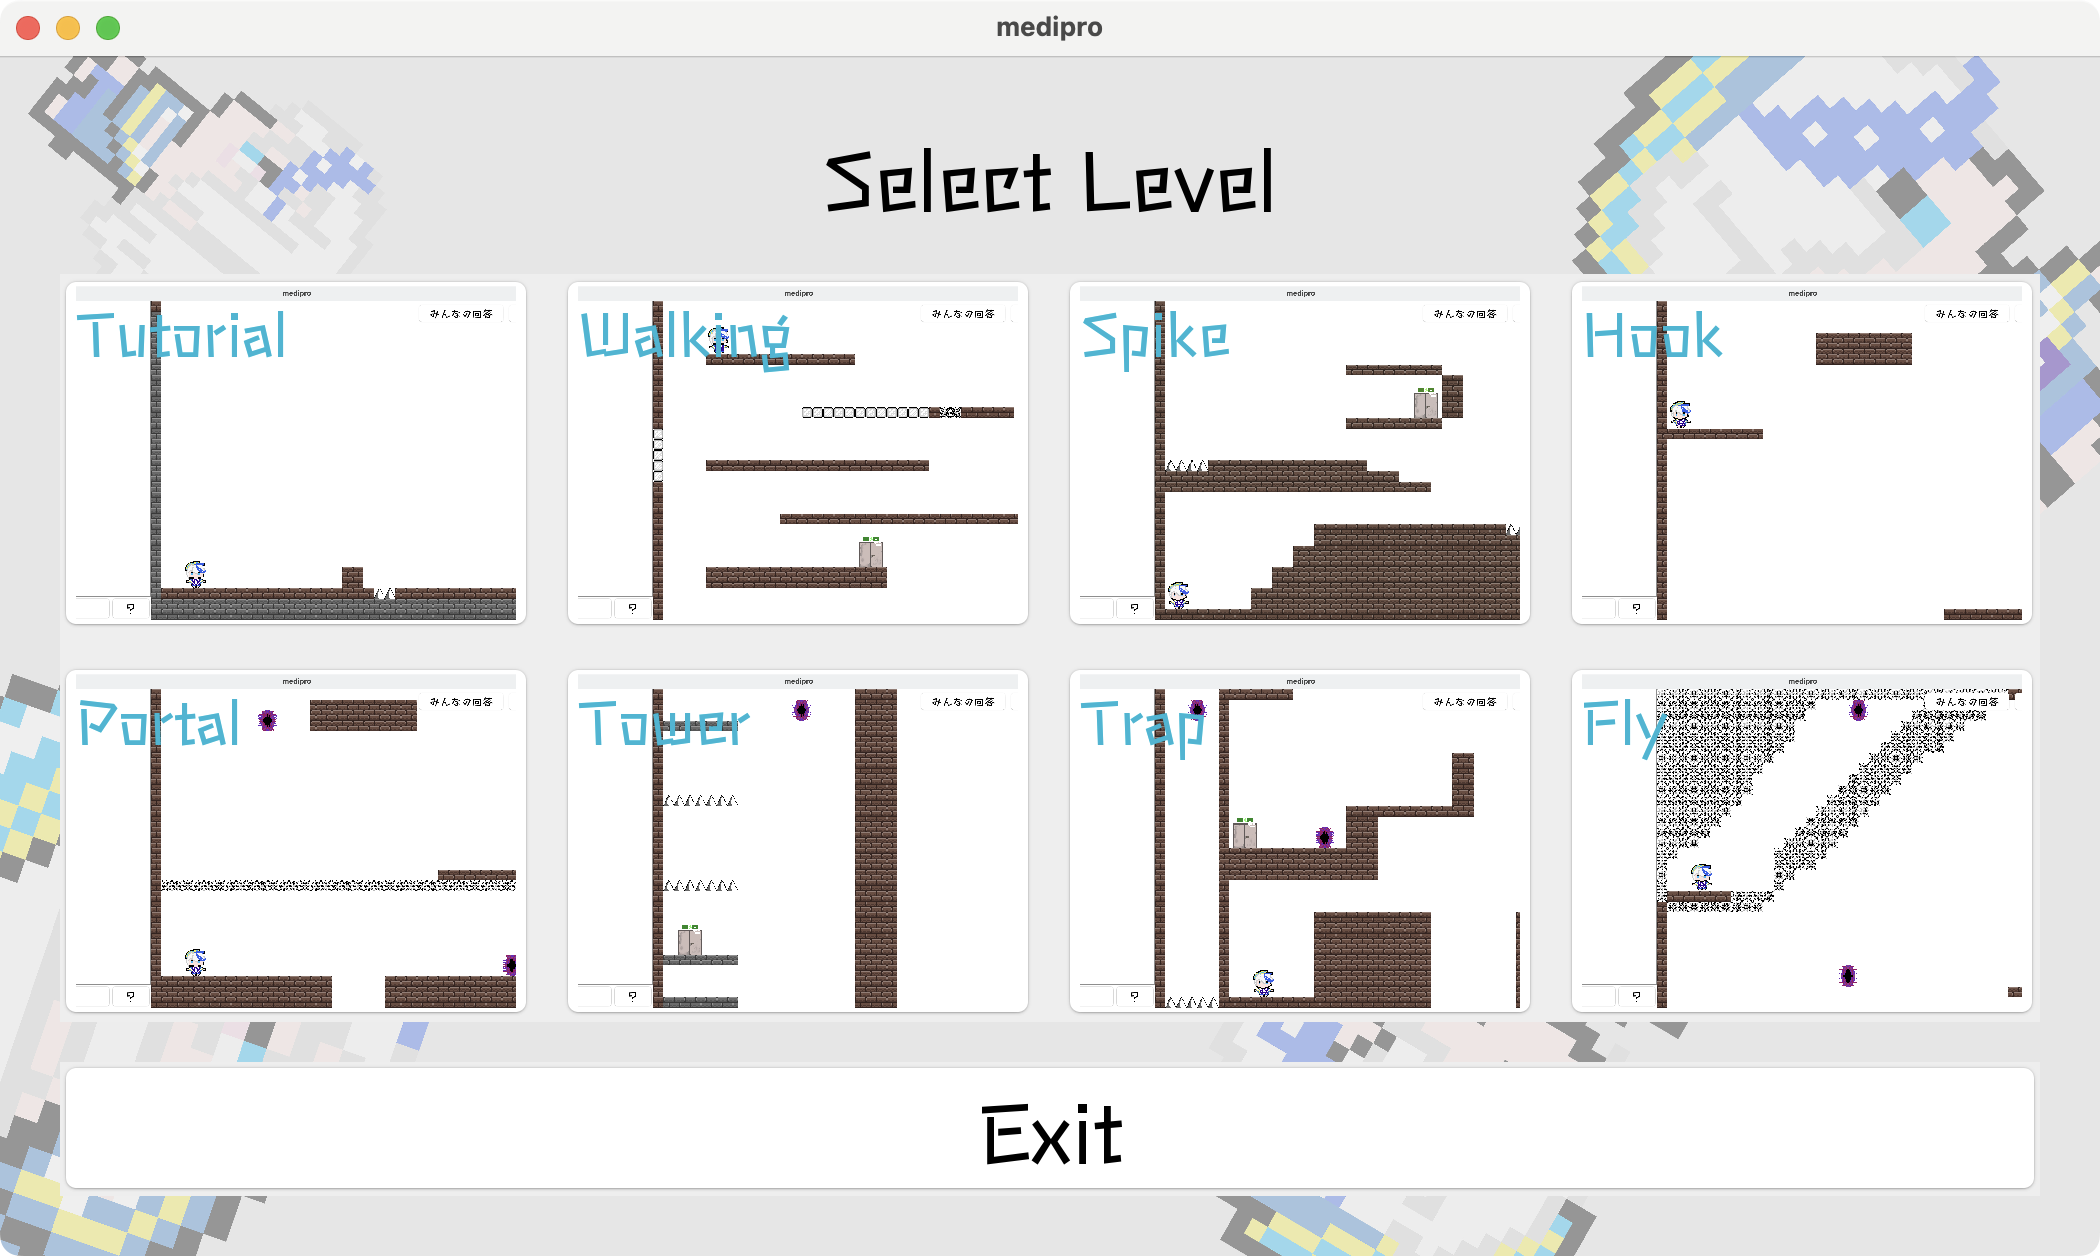 medipro
Select Level
medipro
みんなの回答
Tutorial
?
medipro
みんなの回答
Walking
?
medipro
みんなの回答
Spike
?
medipro
みんなの回答
Hook
?
medipro
みんなの回答
Portal
?
medipro
みんなの回答
Tower
?
medipro
みんなの回答
Trap
?
medipro
みんなの回答
Fly
?
Exit